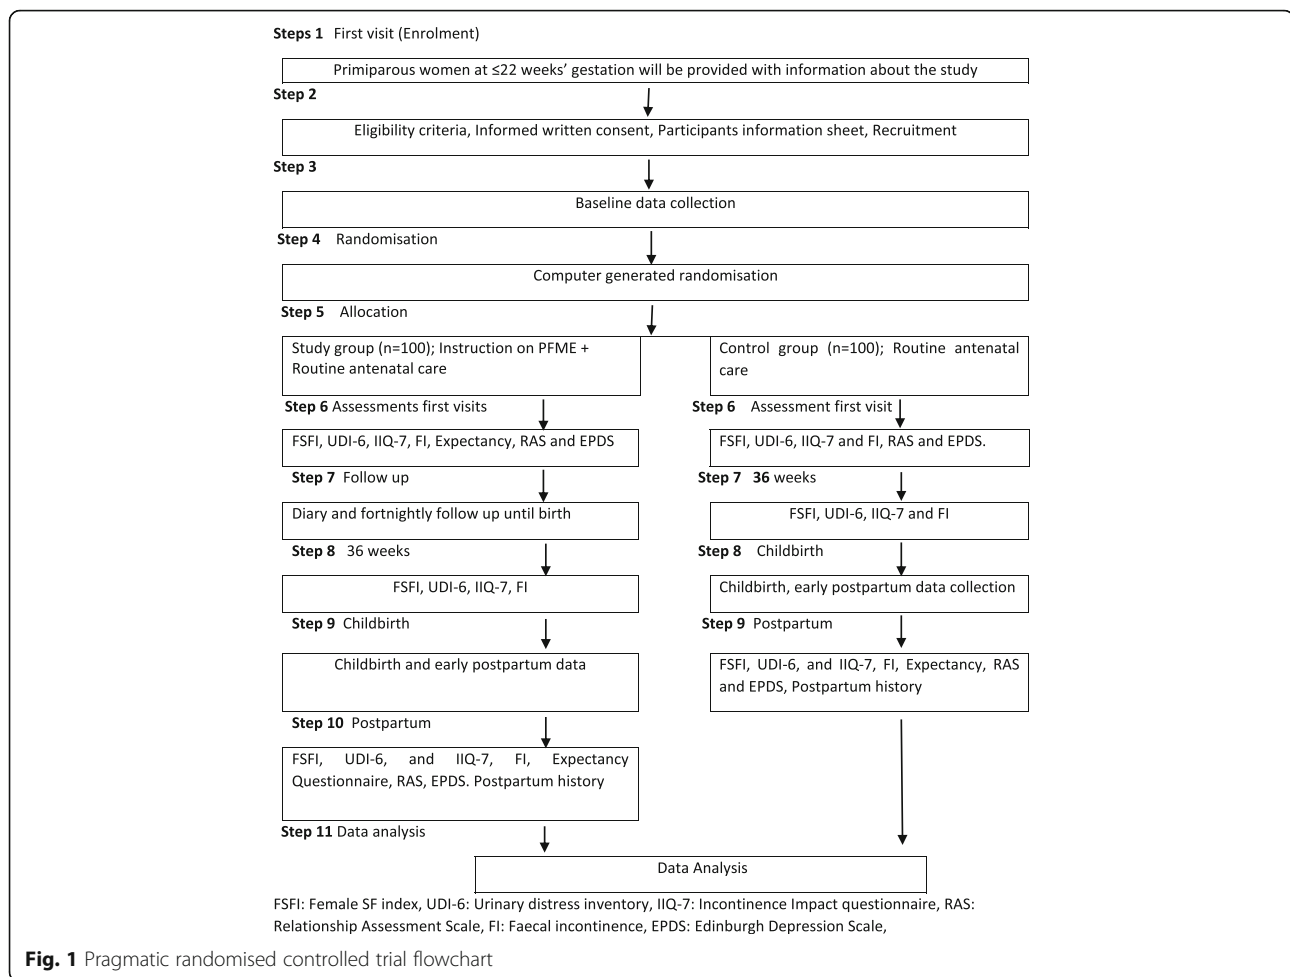 Steps 1 First visit (Enrolment)
Primiparous women at ≤22 weeks' gestation will be provided with information about the study
Step 2
Eligibility criteria, Informed written consent, Participants information sheet, Recruitment
Step 3
Baseline data collection
Step 4 Randomisation
Computer generated randomisation
Step 5 Allocation
Study group (n=100); Instruction on PFME +
Routine antenatal care
Control group (n=100); Routine antenatal
care
Step 6 Assessments first visits
Step 6 Assessment first visit
FSFI, UDI-6, IIQ-7, FI, Expectancy, RAS and EPDS
FSFI, UDI-6, IIQ-7 and FI, RAS and EPDS.
Step 7 Follow up
Step 7 36 weeks
Diary and fortnightly follow up until birth
FSFI, UDI-6, IIQ-7 and FI
Step 8 36 weeks
Step 8 Childbirth
FSFI, UDI-6, IIQ-7, FI
Childbirth, early postpartum data collection
Step 9 Childbirth
Step 9 Postpartum
Childbirth and early postpartum data
FSFI, UDI-6, and IIQ-7, FI, Expectancy, RAS
and EPDS, Postpartum history
Step 10 Postpartum
FSFI, UDI-6, and IIQ-7, FI, Expectancy
Questionnaire, RAS, EPDS. Postpartum history
Step 11 Data analysis
Data Analysis
FSFI: Female SF index, UDI-6: Urinary distress inventory, IIQ-7: Incontinence Impact questionnaire, RAS:
Relationship Assessment Scale, FI: Faecal incontinence, EPDS: Edinburgh Depression Scale,
Fig. 1 Pragmatic randomised controlled trial flowchart